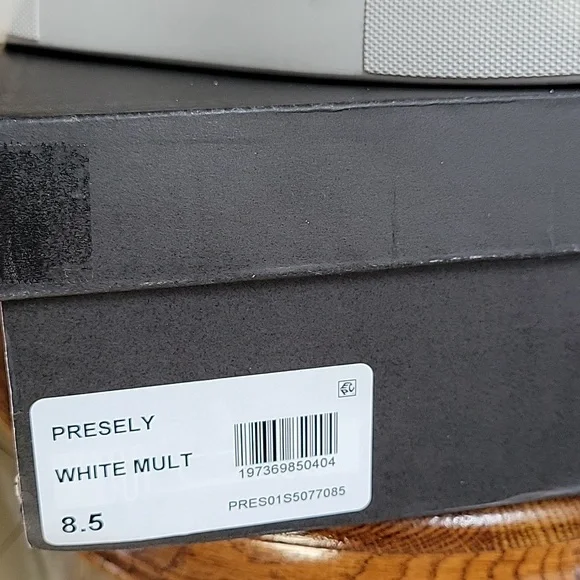 PRESELY
WHITE MULT
197369850404
8.5
PRES01S5077085